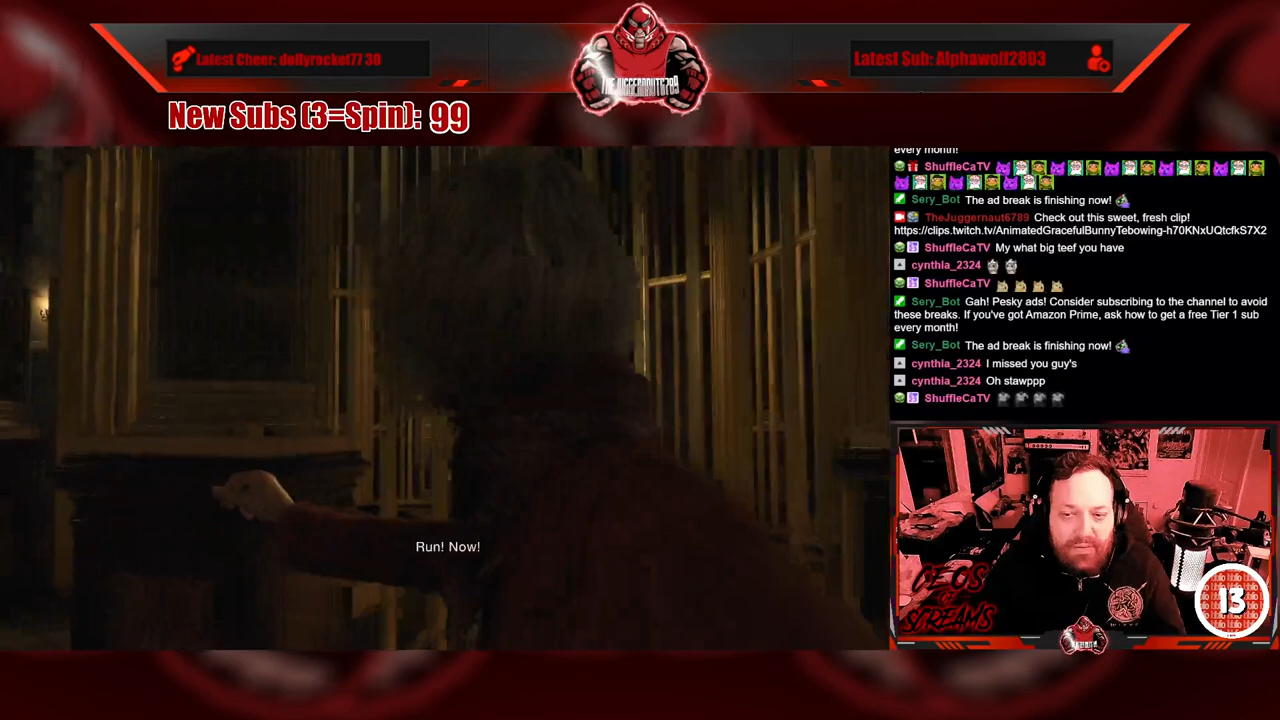 Latest Cheer: dollyrocket77 30
THEJUGGERNAUT6789
Latest Sub: Alphawolf2803
New Subs (3=Spin): 99
every month!
ShuffleCaTV
Sery_Bot The ad break is finishing now!
TheJuggernaut6789 Check out this sweet, fresh clip!
https://clips.twitch.tv/AnimatedGracefulBunnyTebowing-h70KNxUQtcfkS7X2
ShuffleCaTV My what big teef you have
cynthia_2324
ShuffleCaTV
Sery_Bot Gah! Pesky ads! Consider subscribing to the channel to avoid
these breaks. If you've got Amazon Prime, ask how to get a free Tier 1 sub
every month!
Sery_Bot The ad break is finishing now!
cynthia_2324 I missed you guy's
cynthia_2324 Oh stawppp
ShuffleCaTV
Run! Now!
CEOS
OF
SCREAMS
13